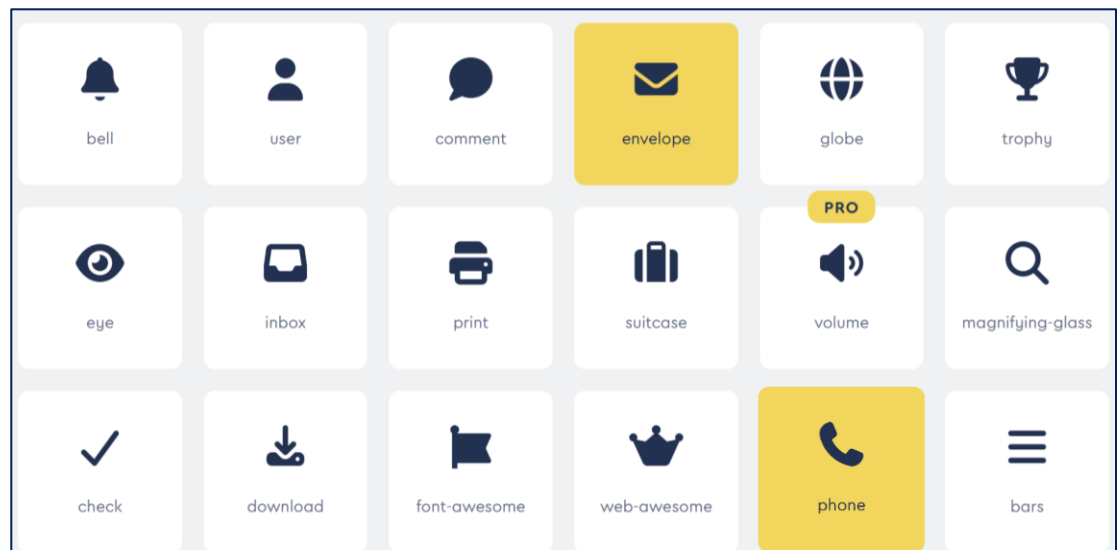 bell
user
comment
envelope
globe
trophy
PRO
eye
inbox
print
suitcase
volume
magnifying-glass
check
download
font-awesome
web-awesome
phone
bars